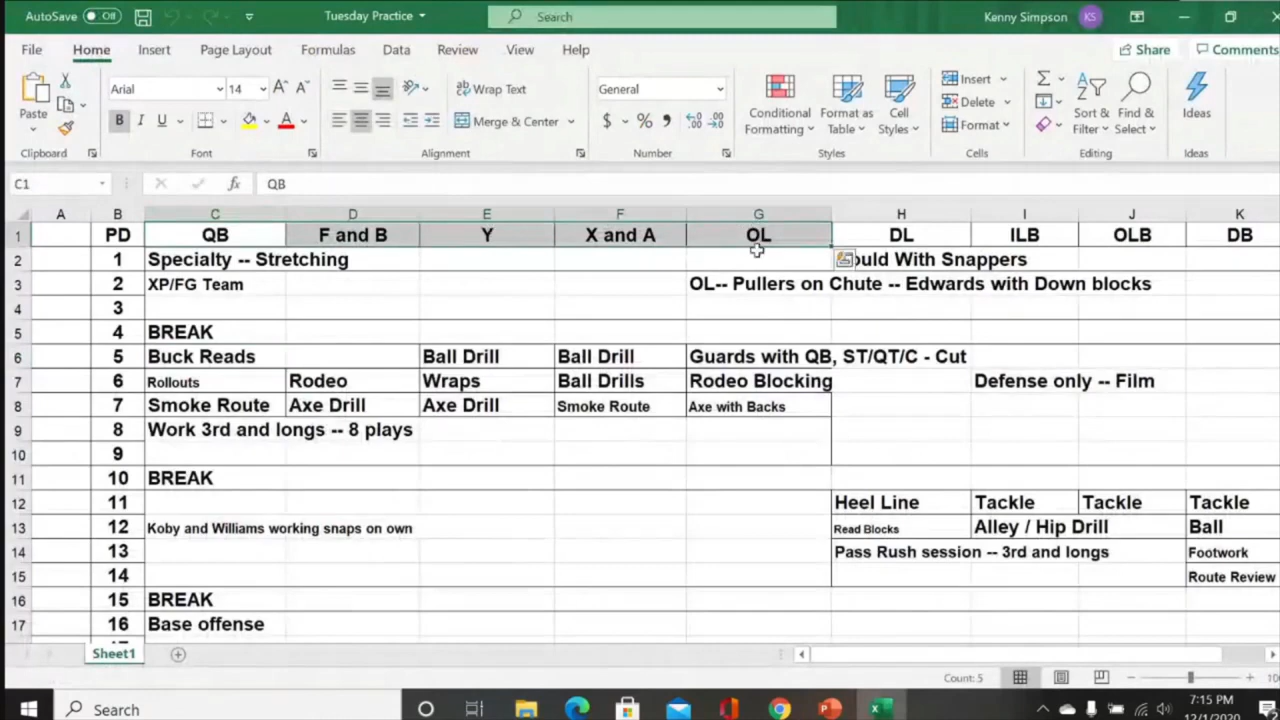 AutoSave Off Tuesday Practice Search Kenny Simpson KS
File Home Insert Page Layout Formulas Data Review View Help Share Comments
Paste Arial 14 A A Wrap Text General Conditional Formatting Format as Table Cell Styles Insert Sort & Filter Find & Select Ideas
B I U A Merge & Center $ % Delete
Format
Clipboard Font Alignment Number Styles Cells Editing Ideas
C1 fx QB
A B C D E F G H I J K
1 PD QB F and B Y X and A OL DL ILB OLB DB
2 1 Specialty -- Stretching ould With Snappers
3 2 XP/FG Team OL-- Pullers on Chute -- Edwards with Down blocks
4 3
5 4 BREAK
6 5 Buck Reads Ball Drill Ball Drill Guards with QB, ST/QT/C - Cut
7 6 Rollouts Rodeo Wraps Ball Drills Rodeo Blocking Defense only -- Film
8 7 Smoke Route Axe Drill Axe Drill Smoke Route Axe with Backs
9 8 Work 3rd and longs -- 8 plays
10 9
11 10 BREAK
12 11 Heel Line Tackle Tackle Tackle
13 12 Koby and Williams working snaps on own Read Blocks Alley / Hip Drill Ball
14 13 Pass Rush session -- 3rd and longs Footwork
15 14 Route Review
16 15 BREAK
17 16 Base offense
Sheet1
Count: 5
Search 7:15 PM